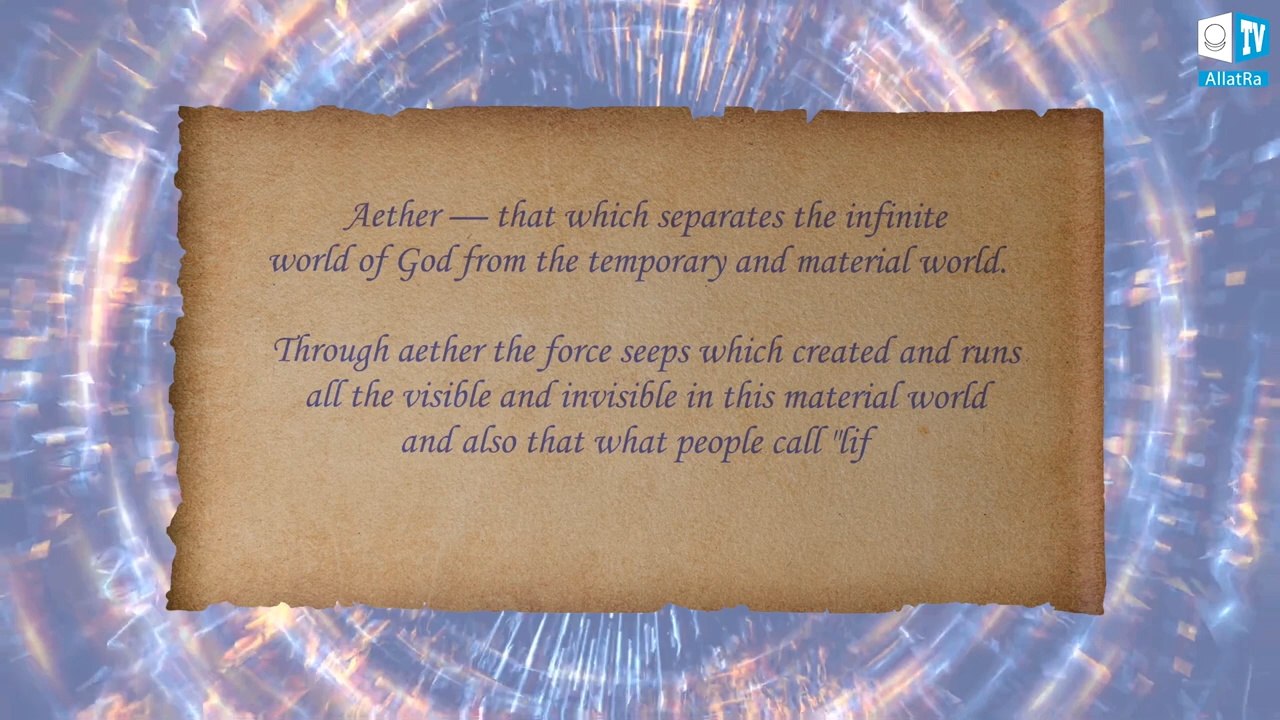 TV
AllatRa
Aether — that which separates the infinite
world of God from the temporary and material world.
Through aether the force seeps which created and runs
all the visible and invisible in this material world
and also that what people call "lif